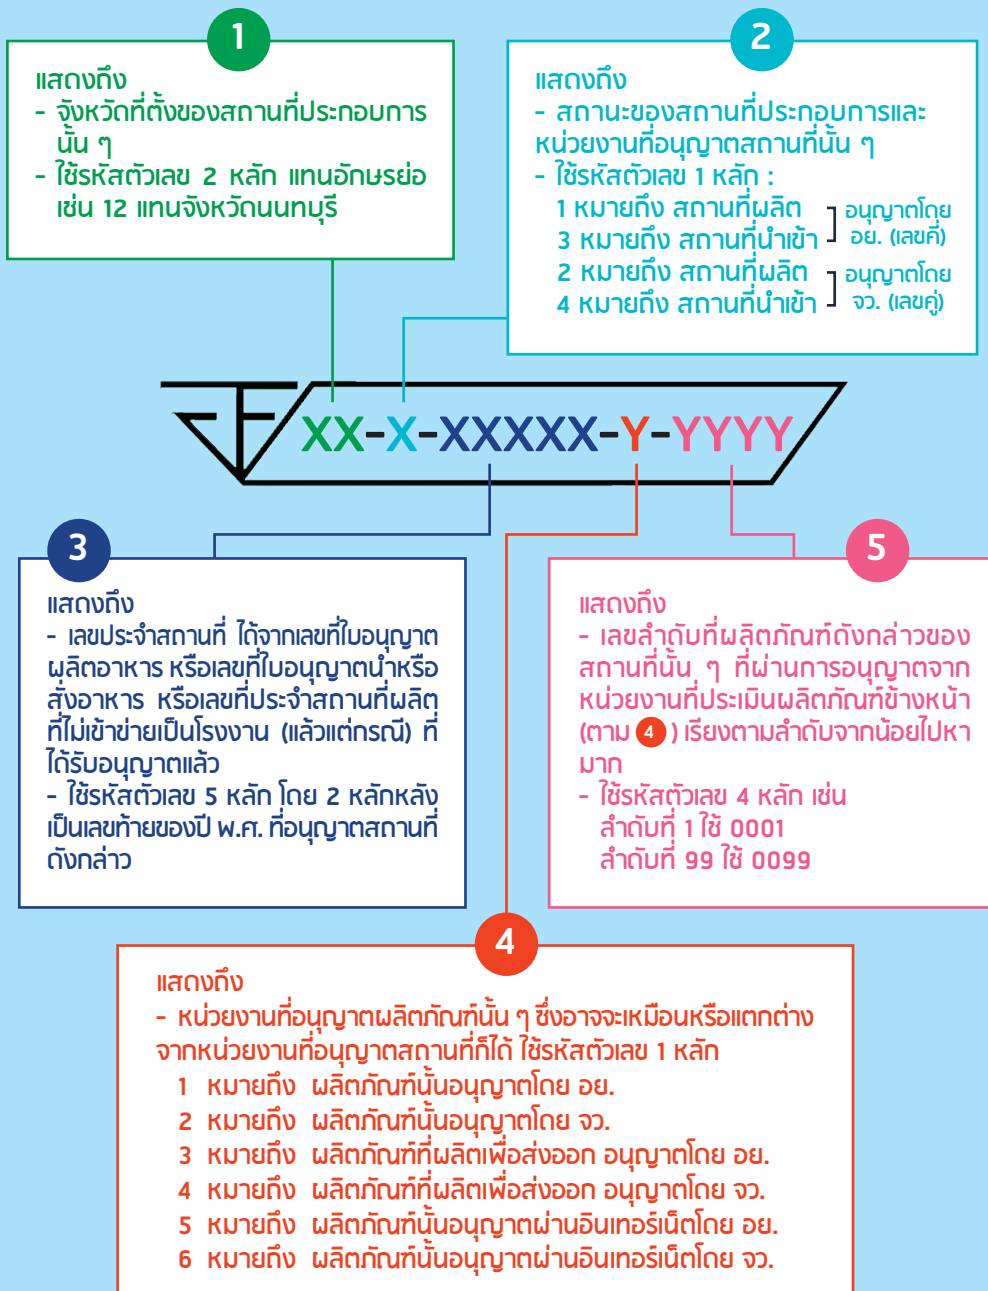 1
แสดงถึง
- จังหวัดที่ตั้งของสถานที่ประกอบการ
นั้น ๆ
- ใช้รหัสตัวเลข 2 หลัก แทนอักษรย่อ
เช่น 12 แทนจังหวัดนนทบุรี
2
แสดงถึง
- สถานะของสถานที่ประกอบการและ
หน่วยงานที่อนุญาตสถานที่นั้น ๆ
- ใช้รหัสตัวเลข 1 หลัก :
1 หมายถึง สถานที่ผลิต
3 หมายถึง สถานที่นำเข้า
อนุญาตโดย
อย. (เลขคี่)
2 หมายถึง สถานที่ผลิต
4 หมายถึง สถานที่นำเข้า
อนุญาตโดย
จว. (เลขคู่)
XX-X-XXXXX-Y-YYYY
3
แสดงถึง
- เลขประจำสถานที่ ได้จากเลขที่ใบอนุญาต
ผลิตอาหาร หรือเลขที่ใบอนุญาตนำหรือ
สั่งอาหาร หรือเลขที่ประจำสถานที่ผลิต
ที่ไม่เข้าข่ายเป็นโรงงาน (แล้วแต่กรณี) ที่
ได้รับอนุญาตแล้ว
- ใช้รหัสตัวเลข 5 หลัก โดย 2 หลักหลัง
เป็นเลขท้ายของปี พ.ศ. ที่อนุญาตสถานที่
ดังกล่าว
5
แสดงถึง
- เลขลำดับที่ผลิตภัณฑ์ดังกล่าวของ
สถานที่นั้น ๆ ที่ผ่านการอนุญาตจาก
หน่วยงานที่ประเมินผลิตภัณฑ์ข้างหน้า
(ตาม 4 ) เรียงตามลำดับจากน้อยไปหา
มาก
- ใช้รหัสตัวเลข 4 หลัก เช่น
ลำดับที่ 1 ใช้ 0001
ลำดับที่ 99 ใช้ 0099
4
แสดงถึง
- หน่วยงานที่อนุญาตผลิตภัณฑ์นั้น ๆ ซึ่งอาจจะเหมือนหรือแตกต่าง
จากหน่วยงานที่อนุญาตสถานที่ก็ได้ ใช้รหัสตัวเลข 1 หลัก
1 หมายถึง ผลิตภัณฑ์นั้นอนุญาตโดย อย.
2 หมายถึง ผลิตภัณฑ์นั้นอนุญาตโดย จว.
3 หมายถึง ผลิตภัณฑ์ที่ผลิตเพื่อส่งออก อนุญาตโดย อย.
4 หมายถึง ผลิตภัณฑ์ที่ผลิตเพื่อส่งออก อนุญาตโดย จว.
5 หมายถึง ผลิตภัณฑ์นั้นอนุญาตผ่านอินเทอร์เน็ตโดย อย.
6 หมายถึง ผลิตภัณฑ์นั้นอนุญาตผ่านอินเทอร์เน็ตโดย จว.